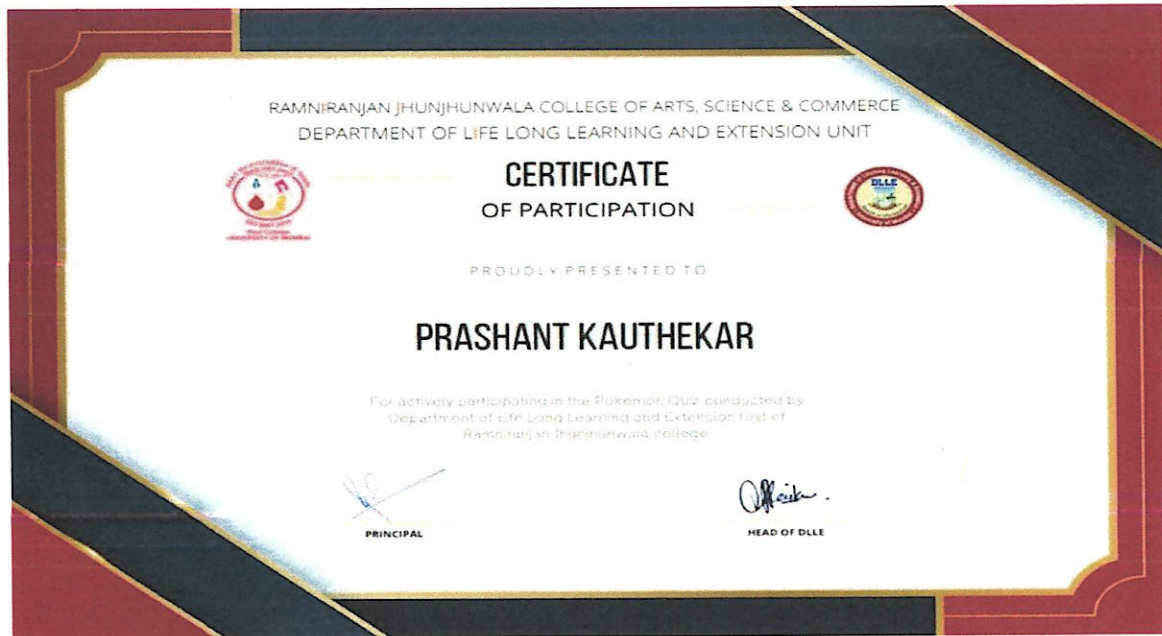 RAMNIRANJAN JHUNJHUNWALA COLLEGE OF ARTS, SCIENCE & COMMERCE
DEPARTMENT OF LIFE LONG LEARNING AND EXTENSION UNIT
CERTIFICATE
OF PARTICIPATION
DLLE
PROUDLY PRESENTED TO
PRASHANT KAUTHEKAR
For actively participating in the Pokemon Quiz conducted by
Department of Life Long Learning and Extension Unit of
Ramniranjan Jhunjhunwala college
PRINCIPAL
HEAD OF DLLE